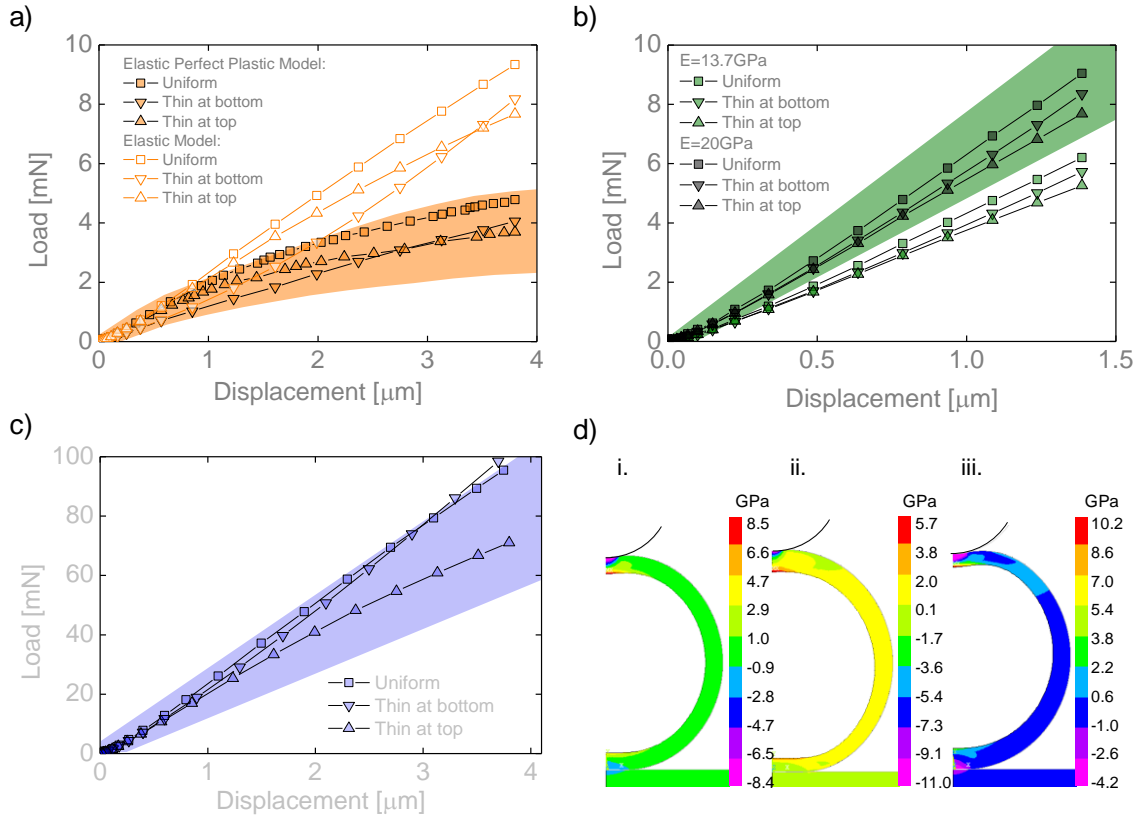 a)
10
8
6
4
2
0
Load [mN]
Elastic Perfect Plastic Model:
Uniform
Thin at bottom
Thin at top
Elastic Model:
Uniform
Thin at bottom
Thin at top
0 1 2 3 4
Displacement [μm]
b)
10
8
6
4
2
0
Load [mN]
E=13.7GPa
Uniform
Thin at bottom
Thin at top
E=20GPa
Uniform
Thin at bottom
Thin at top
0.0 0.5 1.0 1.5
Displacement [μm]
c)
100
80
60
40
20
0
Load [mN]
Uniform
Thin at bottom
Thin at top
0 1 2 3 4
Displacement [μm]
d)
i.
GPa
8.5
6.6
4.7
2.9
1.0
-0.9
-2.8
-4.7
-6.5
-8.4
ii.
GPa
5.7
3.8
2.0
0.1
-1.7
-3.6
-5.4
-7.3
-9.1
-11.0
iii.
GPa
10.2
8.6
7.0
5.4
3.8
2.2
0.6
-1.0
-2.6
-4.2